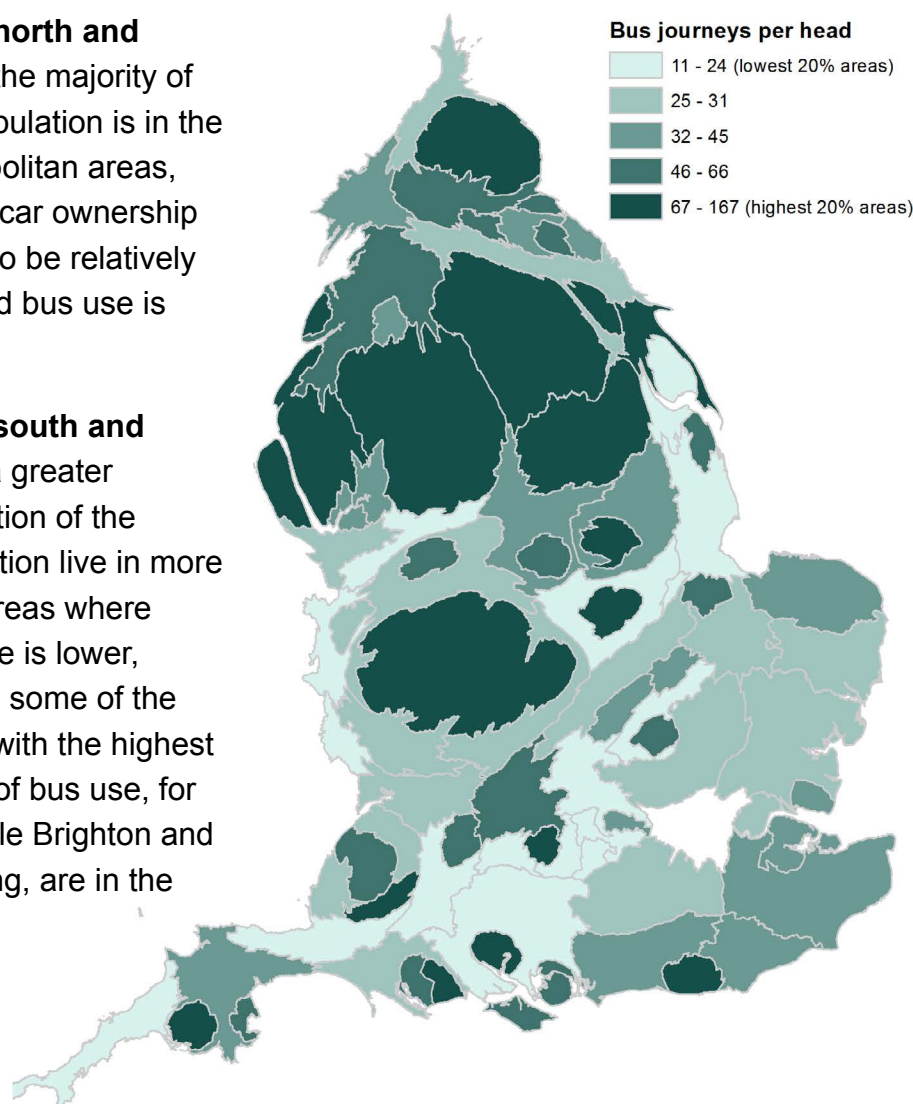 north and
the majority of
pulation is in the
politan areas,
car ownership
o be relatively
d bus use is
south and
a greater
tion of the
tion live in more
reas where
e is lower,
some of the
with the highest
of bus use, for
le Brighton and
ng, are in the
Bus journeys per head
11 - 24 (lowest 20% areas)
25 - 31
32 - 45
46 - 66
67 - 167 (highest 20% areas)